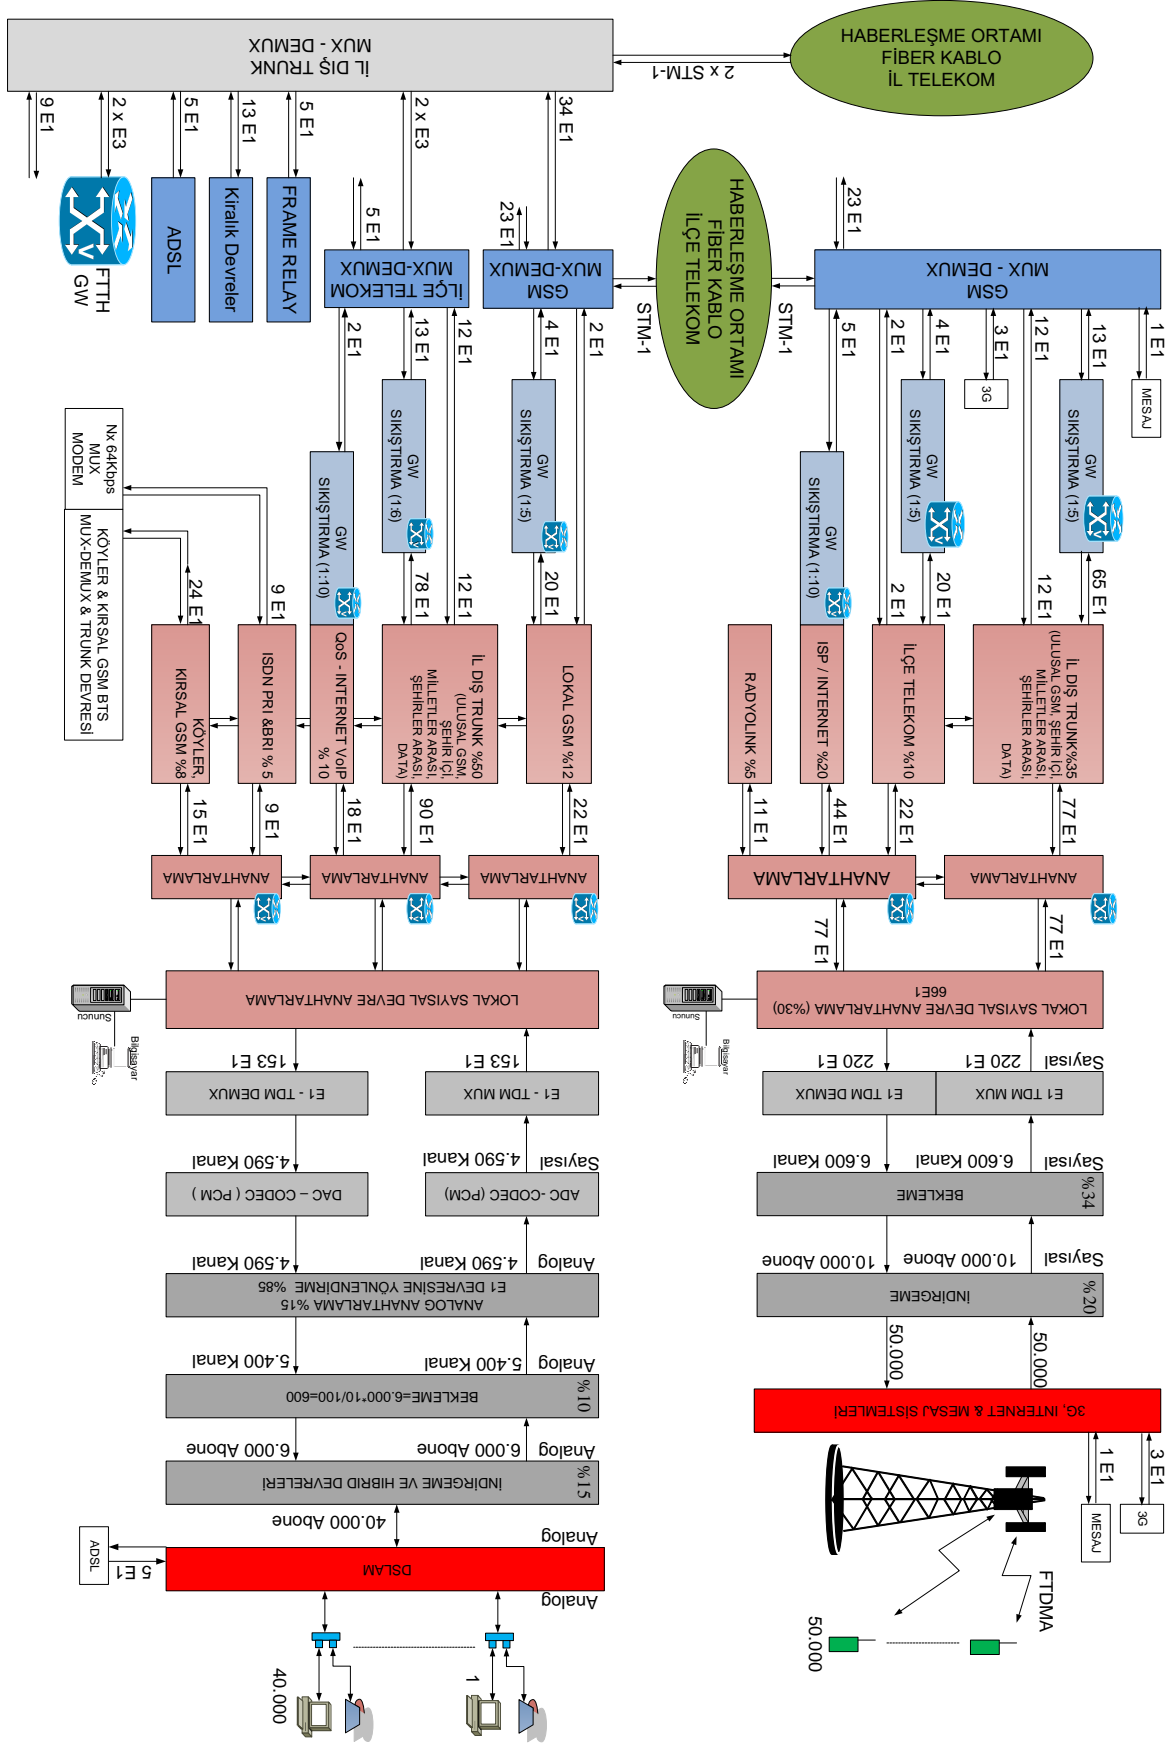 HABERLEŞME ORTAMI
FİBER KABLO
İL TELEKOM
İL DIŞ TRUNK
MUX - DEMUX
2 x STM-1
9 E1
2 x E3
5 E1
13 E1
5 E1
2 x E3
34 E1
FTTH
GW
ADSL
Kiralık Devreler
FRAME RELAY
5 E1
İLÇE TELEKOM
MUX-DEMUX
23 E1
GSM
MUX-DEMUX
STM-1
HABERLEŞME ORTAMI
FİBER KABLO
İLÇE TELEKOM
STM-1
23 E1
GSM
MUX - DEMUX
2 E1
13 E1
12 E1
4 E1
2 E1
5 E1
2 E1
4 E1
3 E1
12 E1
13 E1
1 E1
3G
MESAJ
Nx 64Kbps
MUX
MODEM
KÖYLER & KIRSAL GSM BTS
MUX-DEMUX & TRUNK DEVRESİ
GW
SIKIŞTIRMA (1:10)
GW
SIKIŞTIRMA (1:6)
GW
SIKIŞTIRMA (1:5)
GW
SIKIŞTIRMA (1:10)
GW
SIKIŞTIRMA (1:5)
GW
SIKIŞTIRMA (1:5)
24 E1
9 E1
78 E1
12 E1
20 E1
2 E1
20 E1
12 E1
65 E1
KÖYLER,
KIRSAL GSM %8
ISDN PRI &BRI % 5
QoS - INTERNET VoIP
% 10
İL DIŞ TRUNK %50
(ULUSAL GSM,
ŞEHİR İÇİ,
MİLLETLER ARASI,
ŞEHİRLER ARASI,
DATA)
LOKAL GSM %12
RADYOLINK %5
ISP / INTERNET %20
İLÇE TELEKOM %10
İL DIŞ TRUNK%35
(ULUSAL GSM, ŞEHİR İÇİ,
MİLLETLER ARASI,
ŞEHİRLER ARASI,
DATA)
15 E1
9 E1
18 E1
90 E1
22 E1
11 E1
44 E1
22 E1
77 E1
ANAHTARLAMA
ANAHTARLAMA
ANAHTARLAMA
ANAHTARLAMA
ANAHTARLAMA
77 E1
77 E1
LOKAL SAYISAL DEVRE ANAHTARLAMA
LOKAL SAYISAL DEVRE ANAHTARLAMA (%30)
66E1
Sunucu
Bilgisayar
Sunucu
Bilgisayar
153 E1
153 E1
220 E1
220 E1
Sayısal
E1 - TDM DEMUX
E1 - TDM MUX
E1 TDM DEMUX
E1 TDM MUX
4.590 Kanal
4.590 Kanal
Sayısal
6.600 Kanal
6.600 Kanal
Sayısal
DAC – CODEC ( PCM )
ADC- CODEC (PCM)
BEKLEME
%34
4.590 Kanal
4.590 Kanal
Analog
10.000 Abone
10.000 Abone
Sayısal
ANALOG ANAHTARLAMA %15
E1 DEVRESİNE YÖNLENDİRME %85
İNDİRGEME
%20
5.400 Kanal
5.400 Kanal
Analog
50.000
50.000
BEKLEME=6.000*10/100=600
%10
3G, INTERNET & MESAJ SİSTEMLERİ
6.000 Abone
6.000 Abone
Analog
1 E1
3 E1
İNDİRGEME VE HIBRID DEVRELERİ
%15
MESAJ
3G
40.000 Abone
Analog
ADSL
5 E1
DSLAM
Analog
FTDMA
50.000
40.000
1